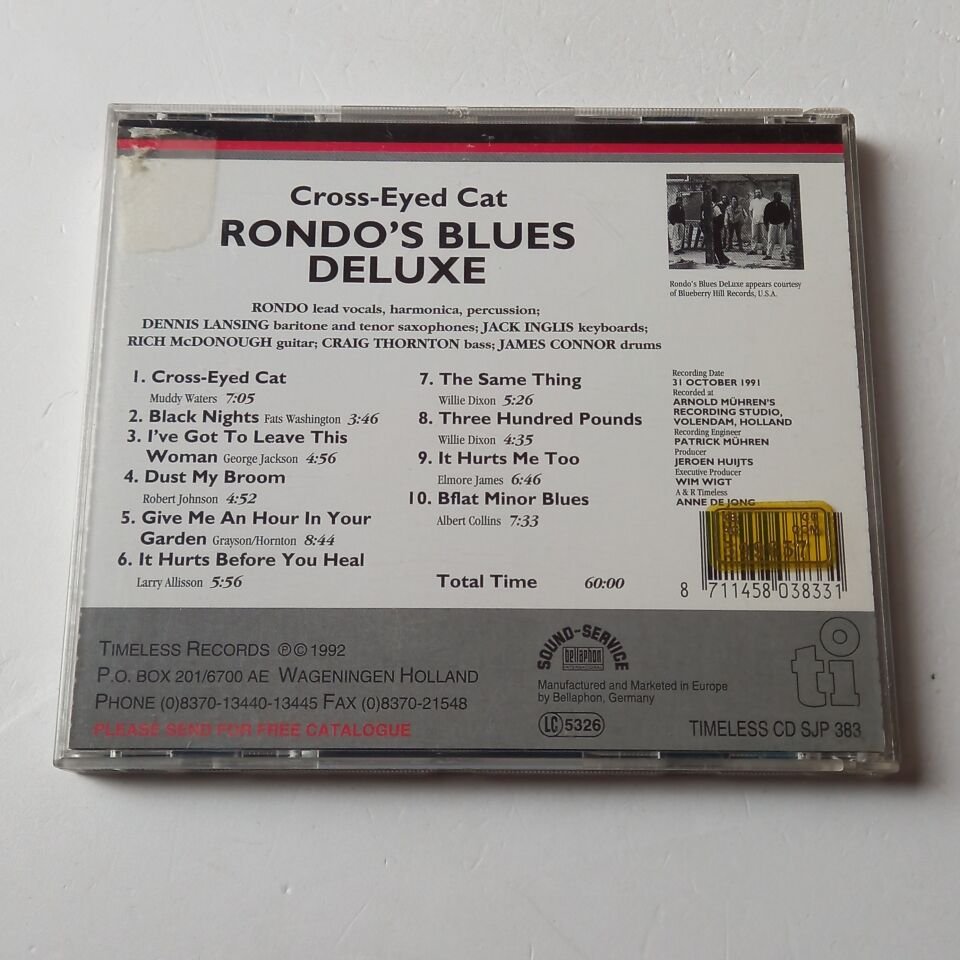 Cross-Eyed Cat
RONDO'S BLUES
DELUXE
Rondo's Blues DeLuxe appears courtesy
of Blueberry Hill Records, U.S.A.
RONDO lead vocals, harmonica, percussion;
DENNIS LANSING baritone and tenor saxophones; JACK INGLIS keyboards;
RICH McDONOUGH guitar; CRAIG THORNTON bass; JAMES CONNOR drums
1. Cross-Eyed Cat
Muddy Waters 7:05
2. Black Nights Fats Washington 3:46
3. I've Got To Leave This
Woman George Jackson 4:56
4. Dust My Broom
Robert Johnson 4:52
5. Give Me An Hour In Your
Garden Grayson/Hornton 8:44
6. It Hurts Before You Heal
Larry Allisson 5:56
7. The Same Thing
Willie Dixon 5:26
8. Three Hundred Pounds
Willie Dixon 4:35
9. It Hurts Me Too
Elmore James 6:46
10. Bflat Minor Blues
Albert Collins 7:33
Total Time 60:00
Recording Date
31 OCTOBER 1991
Recorded at
ARNOLD MÜHREN'S
RECORDING STUDIO,
VOLENDAM, HOLLAND
Recording Engineer
PATRICK MÜHREN
Producer
JEROEN HUIJTS
Executive Producer
WIM WIGT
A & R Timeless
ANNE DE JONG
8 711458 038331
TIMELESS RECORDS ℗©1992
P.O. BOX 201/6700 AE WAGENINGEN HOLLAND
PHONE (0)8370-13440-13445 FAX (0)8370-21548
PLEASE SEND FOR FREE CATALOGUE
SOUND-SERVICE
bellaphon
INTERNATIONAL
Manufactured and Marketed in Europe
by Bellaphon, Germany
LC 5326
ti
TIMELESS CD SJP 383